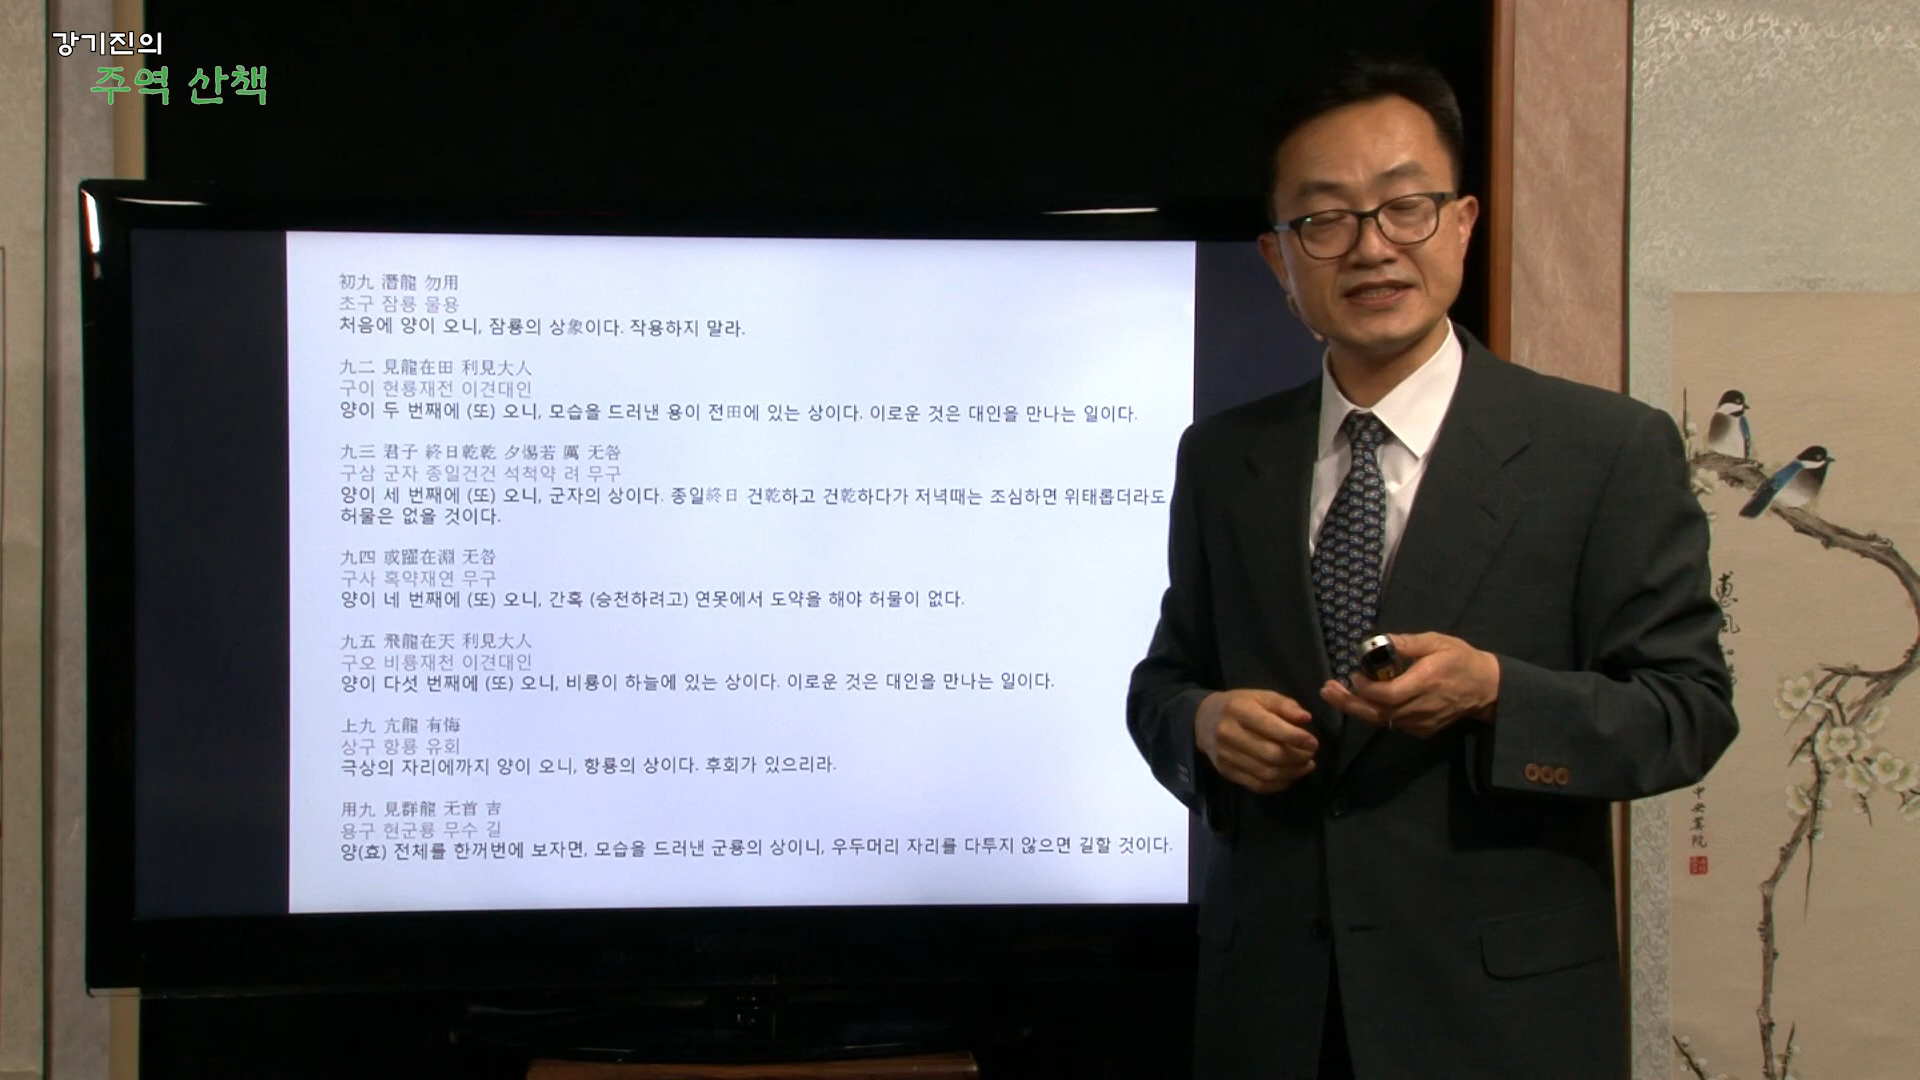 강기진의
주역 산책
初九 潛龍 勿用
초구 잠룡 물용
처음에 양이 오니, 잠룡의 상象이다. 작용하지 말라.
九二 見龍在田 利見大人
구이 현룡재전 이견대인
양이 두 번째에 (또) 오니, 모습을 드러낸 용이 전田에 있는 상이다. 이로운 것은 대인을 만나는 일이다.
九三 君子 終日乾乾 夕惕若 厲 无咎
구삼 군자 종일건건 석척약 려 무구
양이 세 번째에 (또) 오니, 군자의 상이다. 종일終日 건乾하고 건乾하다가 저녁때는 조심하면 위태롭더라도
허물은 없을 것이다.
九四 或躍在淵 无咎
구사 혹약재연 무구
양이 네 번째에 (또) 오니, 간혹 (승천하려고) 연못에서 도약을 해야 허물이 없다.
九五 飛龍在天 利見大人
구오 비룡재천 이견대인
양이 다섯 번째에 (또) 오니, 비룡이 하늘에 있는 상이다. 이로운 것은 대인을 만나는 일이다.
上九 亢龍 有悔
상구 항룡 유회
극상의 자리에까지 양이 오니, 항룡의 상이다. 후회가 있으리라.
用九 見群龍 无首 吉
용구 현군룡 무수 길
양(효) 전체를 한꺼번에 보자면, 모습을 드러낸 군룡의 상이니, 우두머리 자리를 다투지 않으면 길할 것이다.